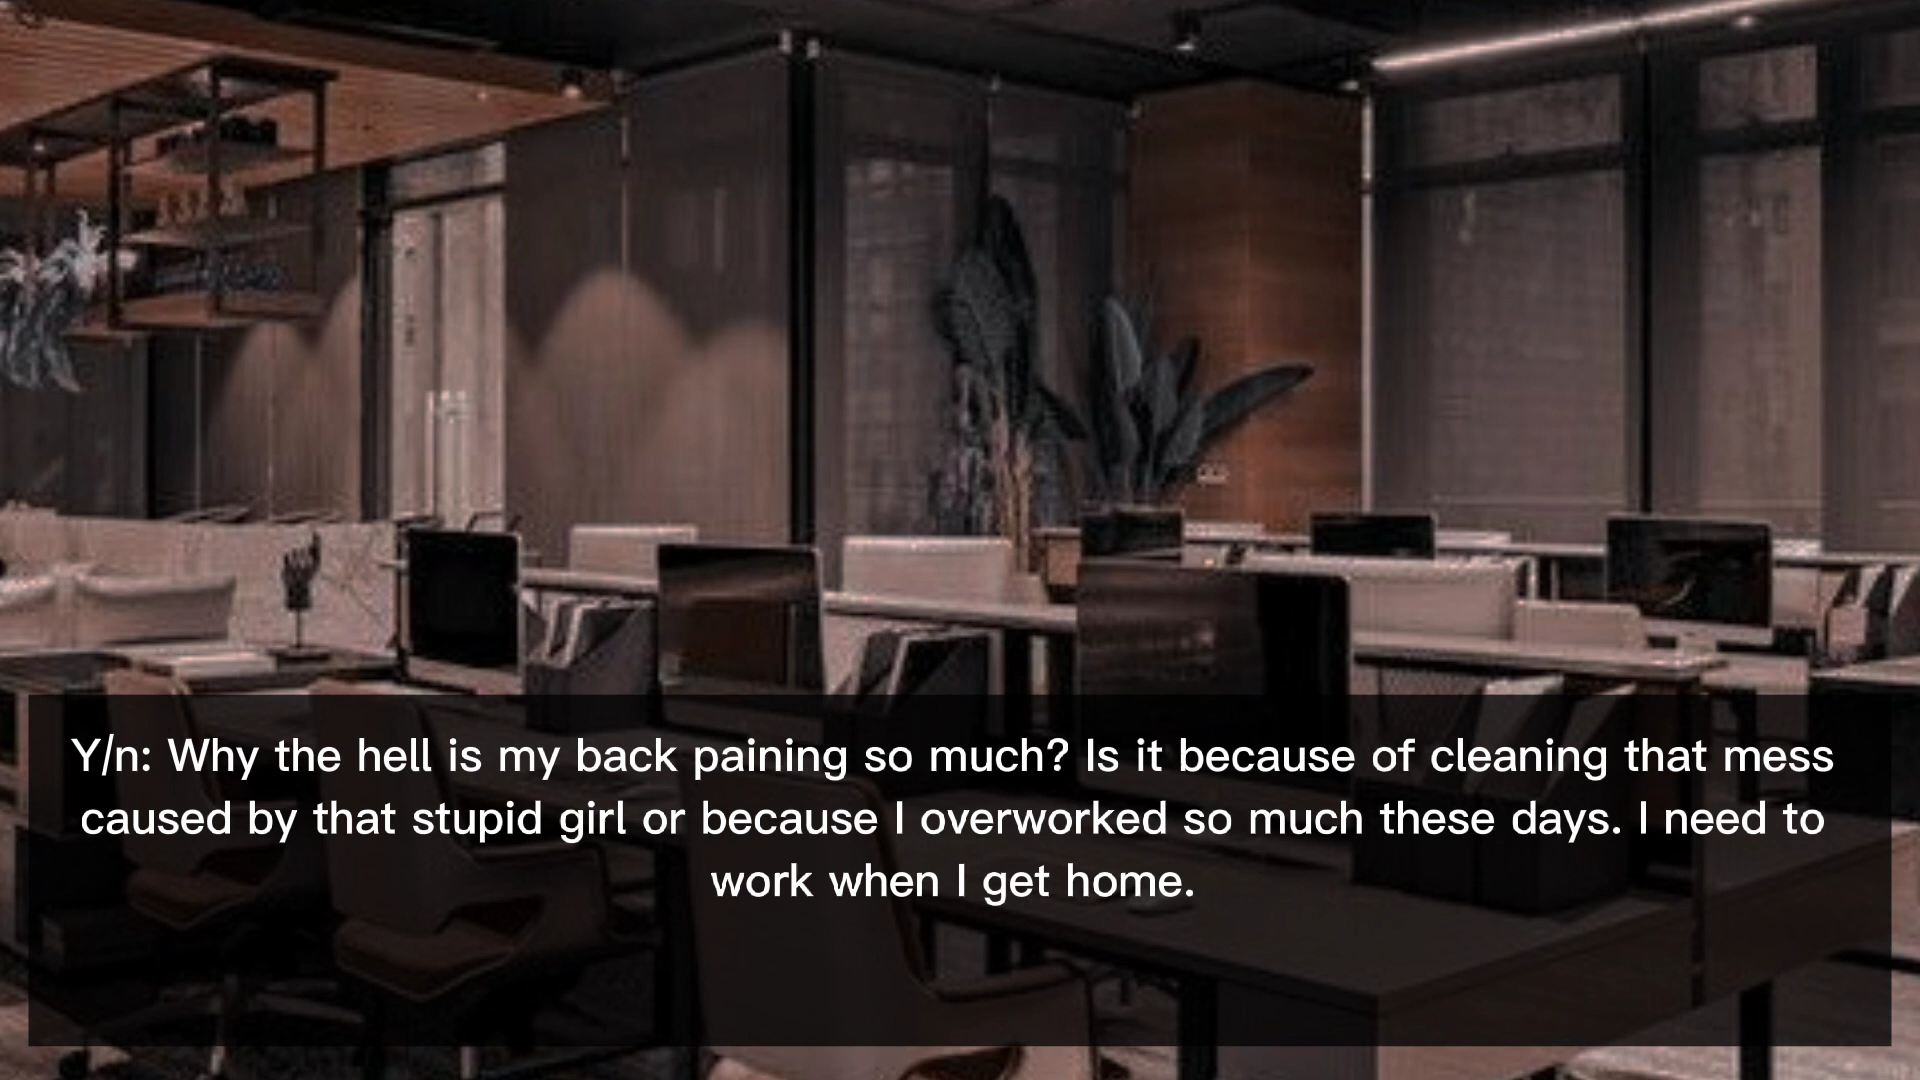 Y/n: Why the hell is my back paining so much? Is it because of cleaning that mess
caused by that stupid girl or because I overworked so much these days. I need to
work when I get home.